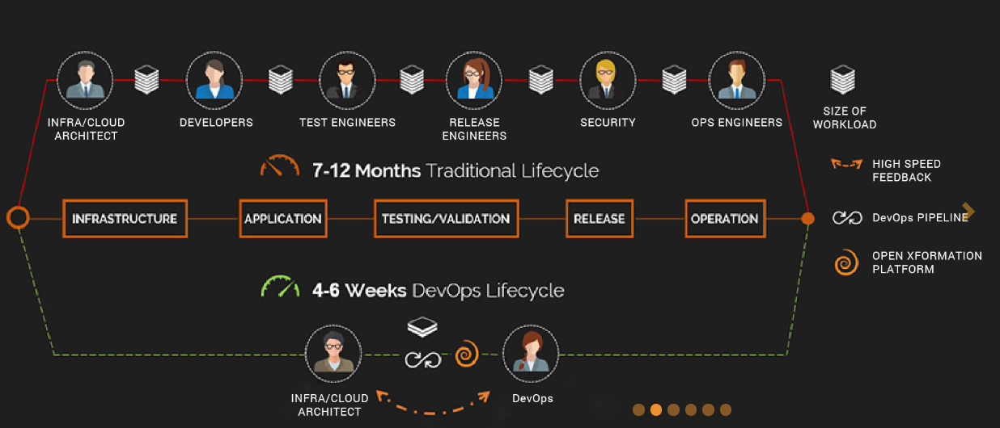 INFRA/CLOUD
ARCHITECT
DEVELOPERS
TEST ENGINEERS
RELEASE
ENGINEERS
SECURITY
OPS ENGINEERS
SIZE OF
WORKLOAD
7-12 Months Traditional Lifecycle
HIGH SPEED
FEEDBACK
INFRASTRUCTURE
APPLICATION
TESTING/VALIDATION
RELEASE
OPERATION
DevOps PIPELINE
OPEN XFORMATION
PLATFORM
4-6 Weeks DevOps Lifecycle
INFRA/CLOUD
ARCHITECT
DevOps